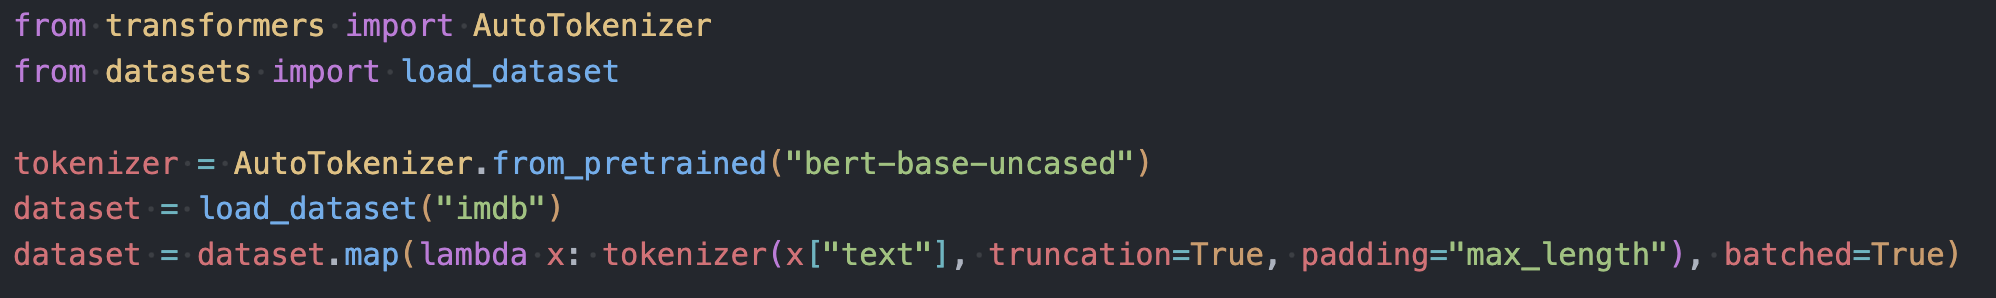 from transformers import AutoTokenizer
from datasets import load_dataset
tokenizer = AutoTokenizer.from_pretrained("bert-base-uncased")
dataset = load_dataset("imdb")
dataset = dataset.map(lambda x: tokenizer(x["text"], truncation=True, padding="max_length"), batched=True)